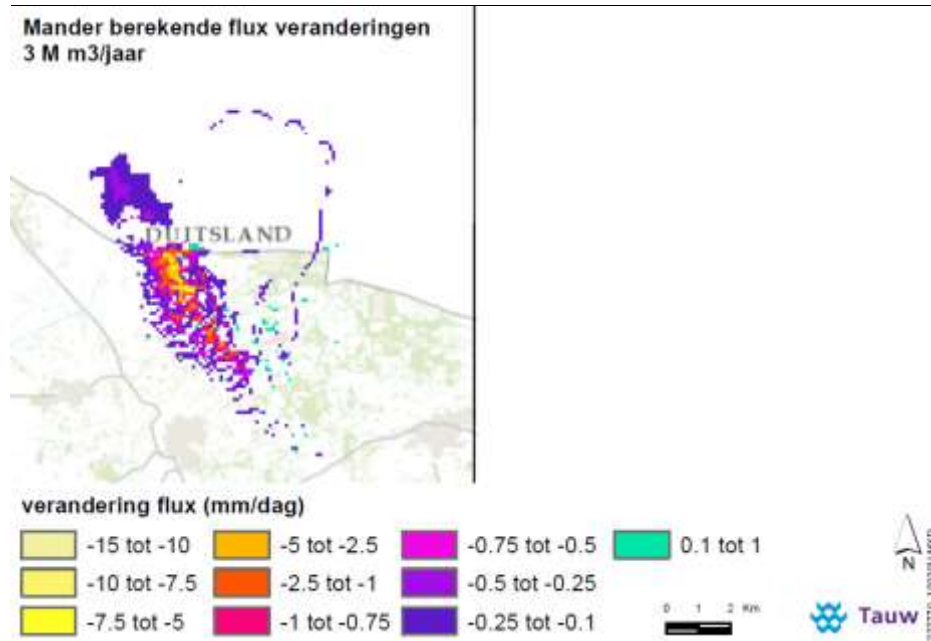 Mander berekende flux veranderingen
3 M m3/jaar
DUITSLAND
verandering flux (mm/dag)
-15 tot -10
-5 tot -2.5
-0.75 tot -0.5
0.1 tot 1
-10 tot -7.5
-2.5 tot -1
-0.5 tot -0.25
-7.5 tot -5
-1 tot -0.75
-0.25 tot -0.1
0 1 2 Km
N
Tauw